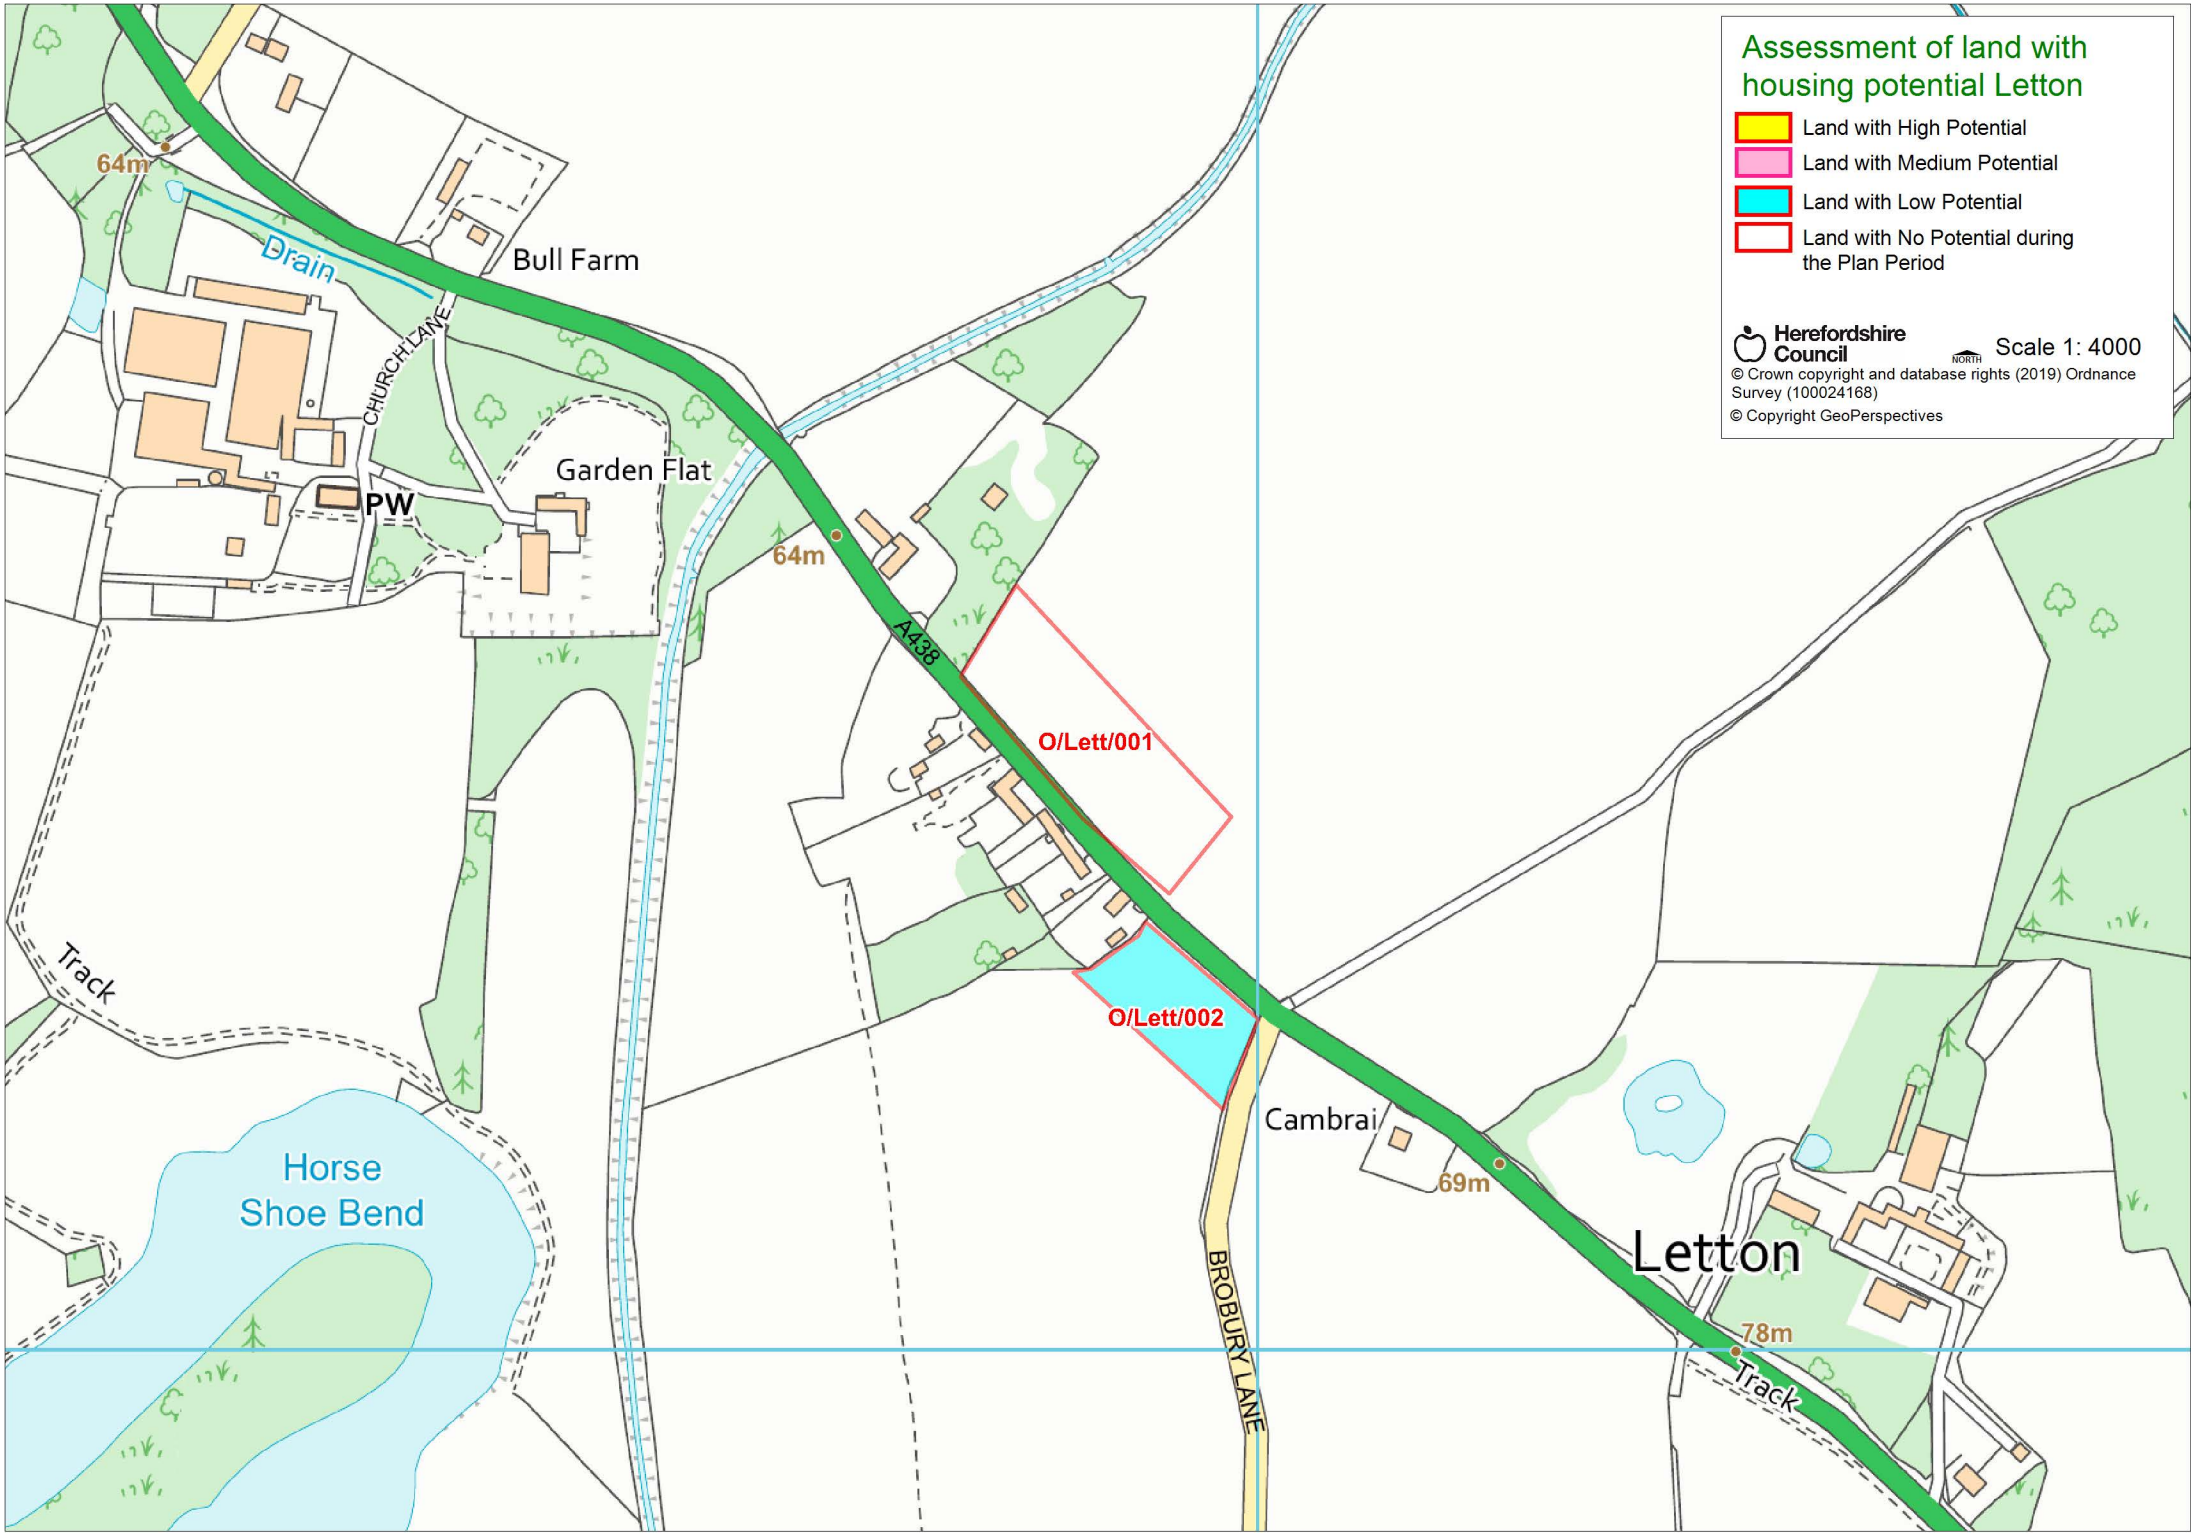 Assessment of land with
housing potential Letton
Land with High Potential
Land with Medium Potential
Land with Low Potential
Land with No Potential during
the Plan Period
Herefordshire
Council
NORTH
Scale 1: 4000
© Crown copyright and database rights (2019) Ordnance
Survey (100024168)
© Copyright GeoPerspectives
64m
Drain
Bull Farm
CHURCH LANE
Garden Flat
PW
64m
A438
O/Lett/001
Track
O/Lett/002
Cambrai
69m
Horse
Shoe Bend
Letton
BROBURY LANE
78m
Track